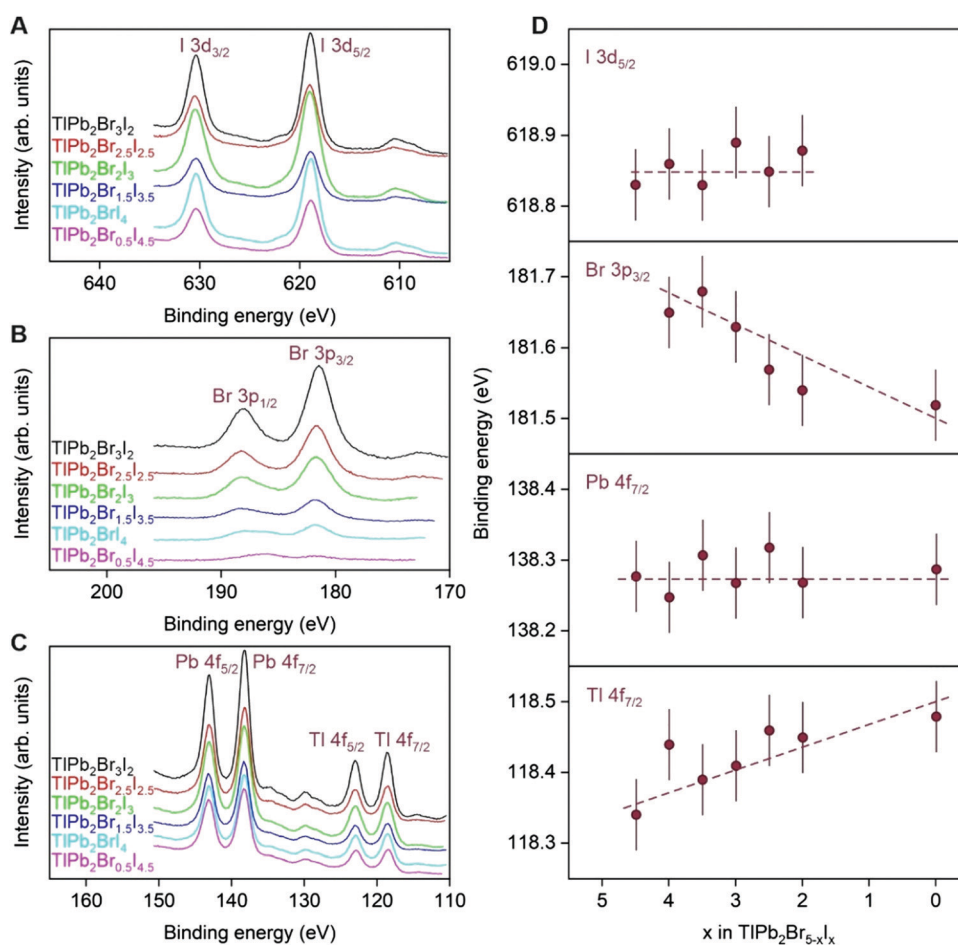 A
I 3d3/2
I 3d5/2
Intensity (arb. units)
TlPb2Br3I2
TlPb2Br2.5I2.5
TlPb2Br2I3
TlPb2Br1.5I3.5
TlPb2BrI4
TlPb2Br0.5I4.5
640 630 620 610
Binding energy (eV)
B
Br 3p3/2
Br 3p1/2
Intensity (arb. units)
TlPb2Br3I2
TlPb2Br2.5I2.5
TlPb2Br2I3
TlPb2Br1.5I3.5
TlPb2BrI4
TlPb2Br0.5I4.5
200 190 180 170
Binding energy (eV)
C
Pb 4f5/2 Pb 4f7/2
Tl 4f5/2 Tl 4f7/2
Intensity (arb. units)
TlPb2Br3I2
TlPb2Br2.5I2.5
TlPb2Br2I3
TlPb2Br1.5I3.5
TlPb2BrI4
TlPb2Br0.5I4.5
160 150 140 130 120 110
Binding energy (eV)
D
I 3d5/2
619.0
618.9
618.8
Br 3p3/2
181.7
181.6
181.5
Binding energy (eV)
Pb 4f7/2
138.4
138.3
138.2
Tl 4f7/2
118.5
118.4
118.3
5 4 3 2 1 0
x in TlPb2Br5-xIx